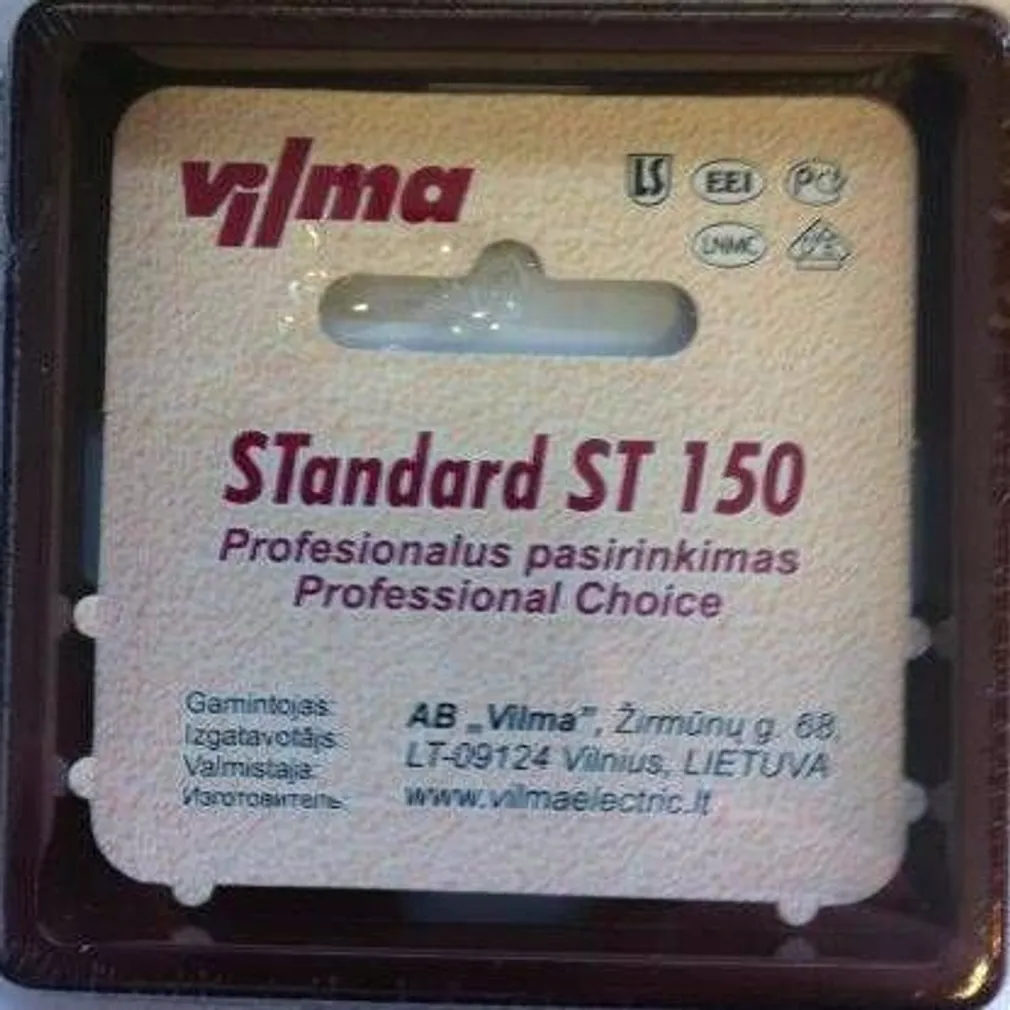 vilma
LS EEI PC
LNMC
STandard ST 150
Profesionalus pasirinkimas
Professional Choice
Gamintojas:
Izgatavotājs:
Valmistaja:
Изготовитель:
AB „Vilma”, Žirmūnų g. 68,
LT-09124 Vilnius, LIETUVA
www.vilmaelectric.lt